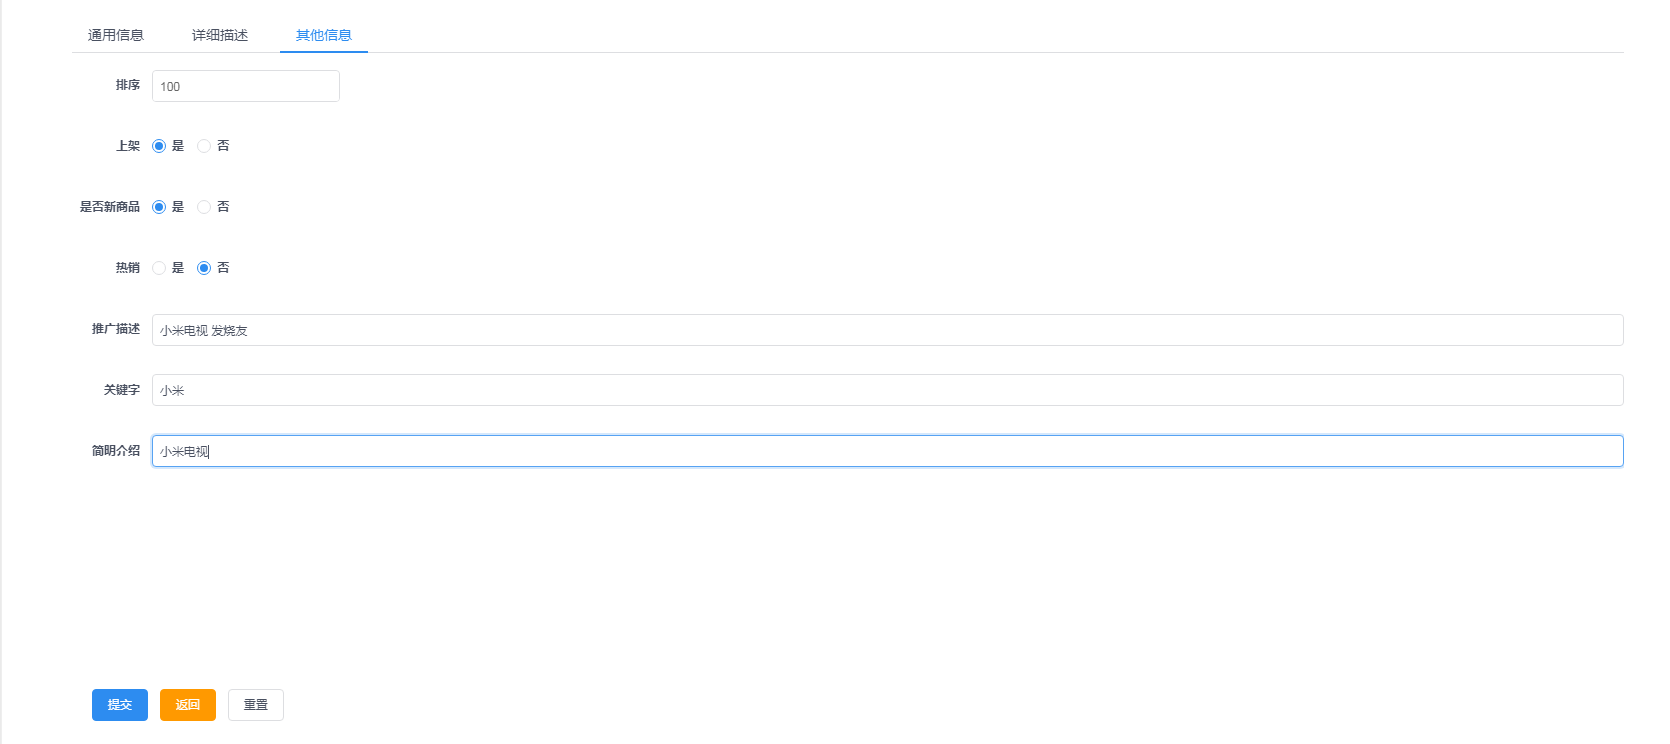 通用信息 详细描述 其他信息
排序 100
上架 是 否
是否新商品 是 否
热销 是 否
推广描述 小米电视 发烧友
关键字 小米
简明介绍 小米电视
提交 返回 重置